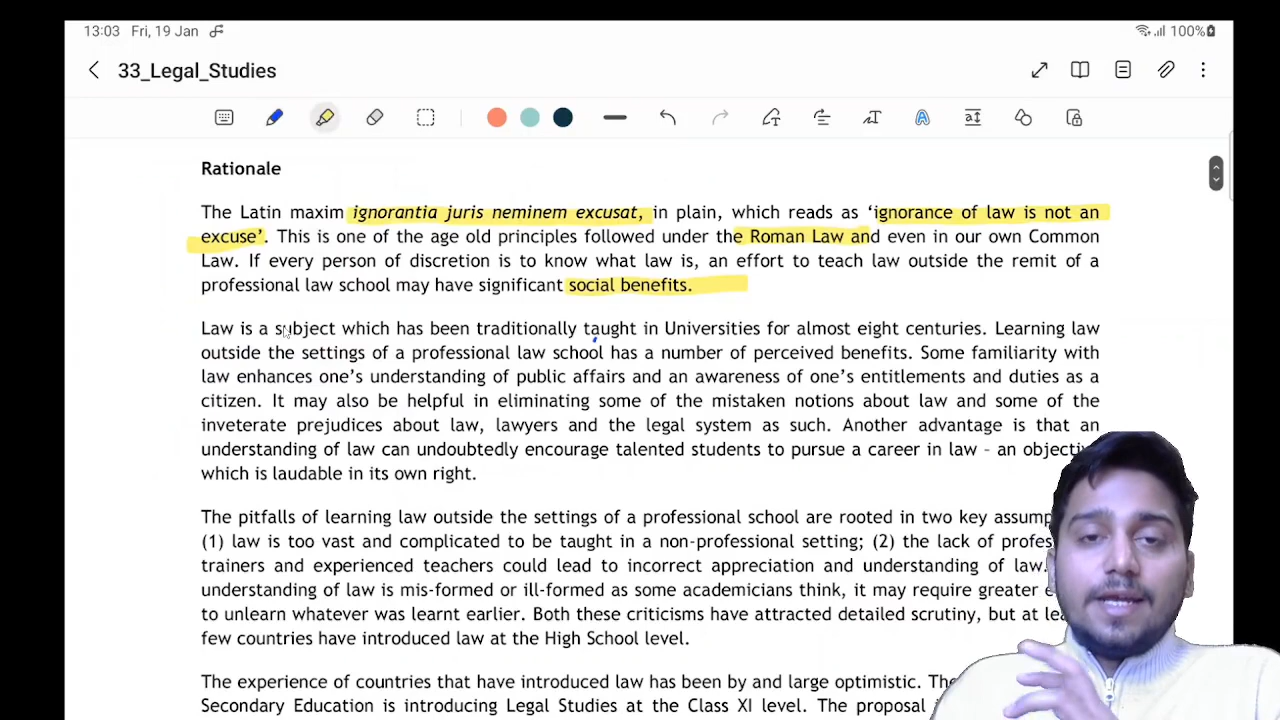 13:03 Fri, 19 Jan 100%
33_Legal_Studies
Rationale
The Latin maxim ignorantia juris neminem excusat, in plain, which reads as ‘ignorance of law is not an
excuse’. This is one of the age old principles followed under the Roman Law and even in our own Common
Law. If every person of discretion is to know what law is, an effort to teach law outside the remit of a
professional law school may have significant social benefits.
Law is a subject which has been traditionally taught in Universities for almost eight centuries. Learning law
outside the settings of a professional law school has a number of perceived benefits. Some familiarity with
law enhances one’s understanding of public affairs and an awareness of one’s entitlements and duties as a
citizen. It may also be helpful in eliminating some of the mistaken notions about law and some of the
inveterate prejudices about law, lawyers and the legal system as such. Another advantage is that an
understanding of law can undoubtedly encourage talented students to pursue a career in law – an objectiv
which is laudable in its own right.
The pitfalls of learning law outside the settings of a professional school are rooted in two key assump
(1) law is too vast and complicated to be taught in a non-professional setting; (2) the lack of profes
trainers and experienced teachers could lead to incorrect appreciation and understanding of law.
understanding of law is mis-formed or ill-formed as some academicians think, it may require greater
to unlearn whatever was learnt earlier. Both these criticisms have attracted detailed scrutiny, but at lea
few countries have introduced law at the High School level.
The experience of countries that have introduced law has been by and large optimistic. The
Secondary Education is introducing Legal Studies at the Class XI level. The proposal